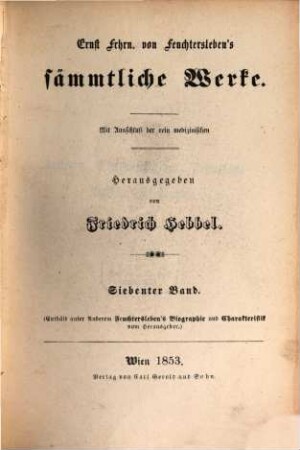 Ernst Frhrn. von Feuchtersleben's
sämmtliche Werke.
Mit Ausschluß der rein medizinischen
Herausgegeben
von
Friedrich Hebbel.
Siebenter Band.
(Enthält unter Anderem Feuchtersleben's Biographie und Charakteristik
vom Herausgeber.)
Wien 1853,
Verlag von Carl Gerold und Sohn.